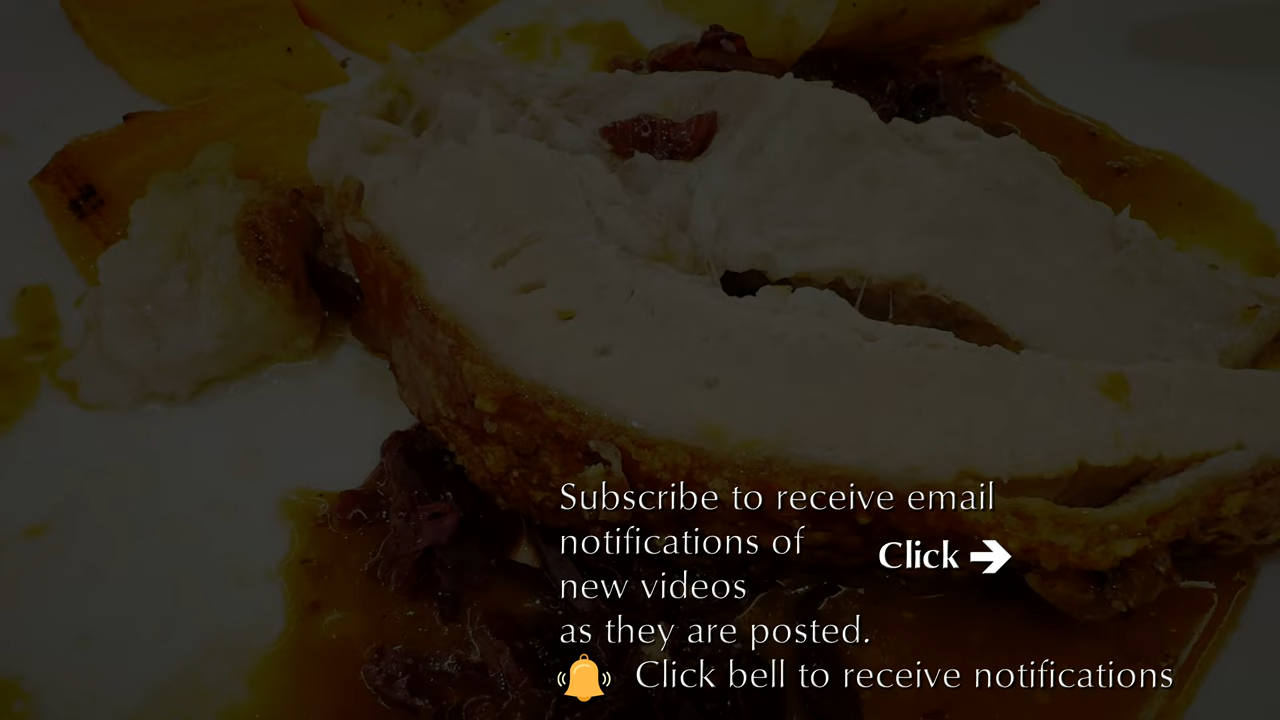 Subscribe to receive email
notifications of
Click
new videos
as they are posted.
Click bell to receive notifications